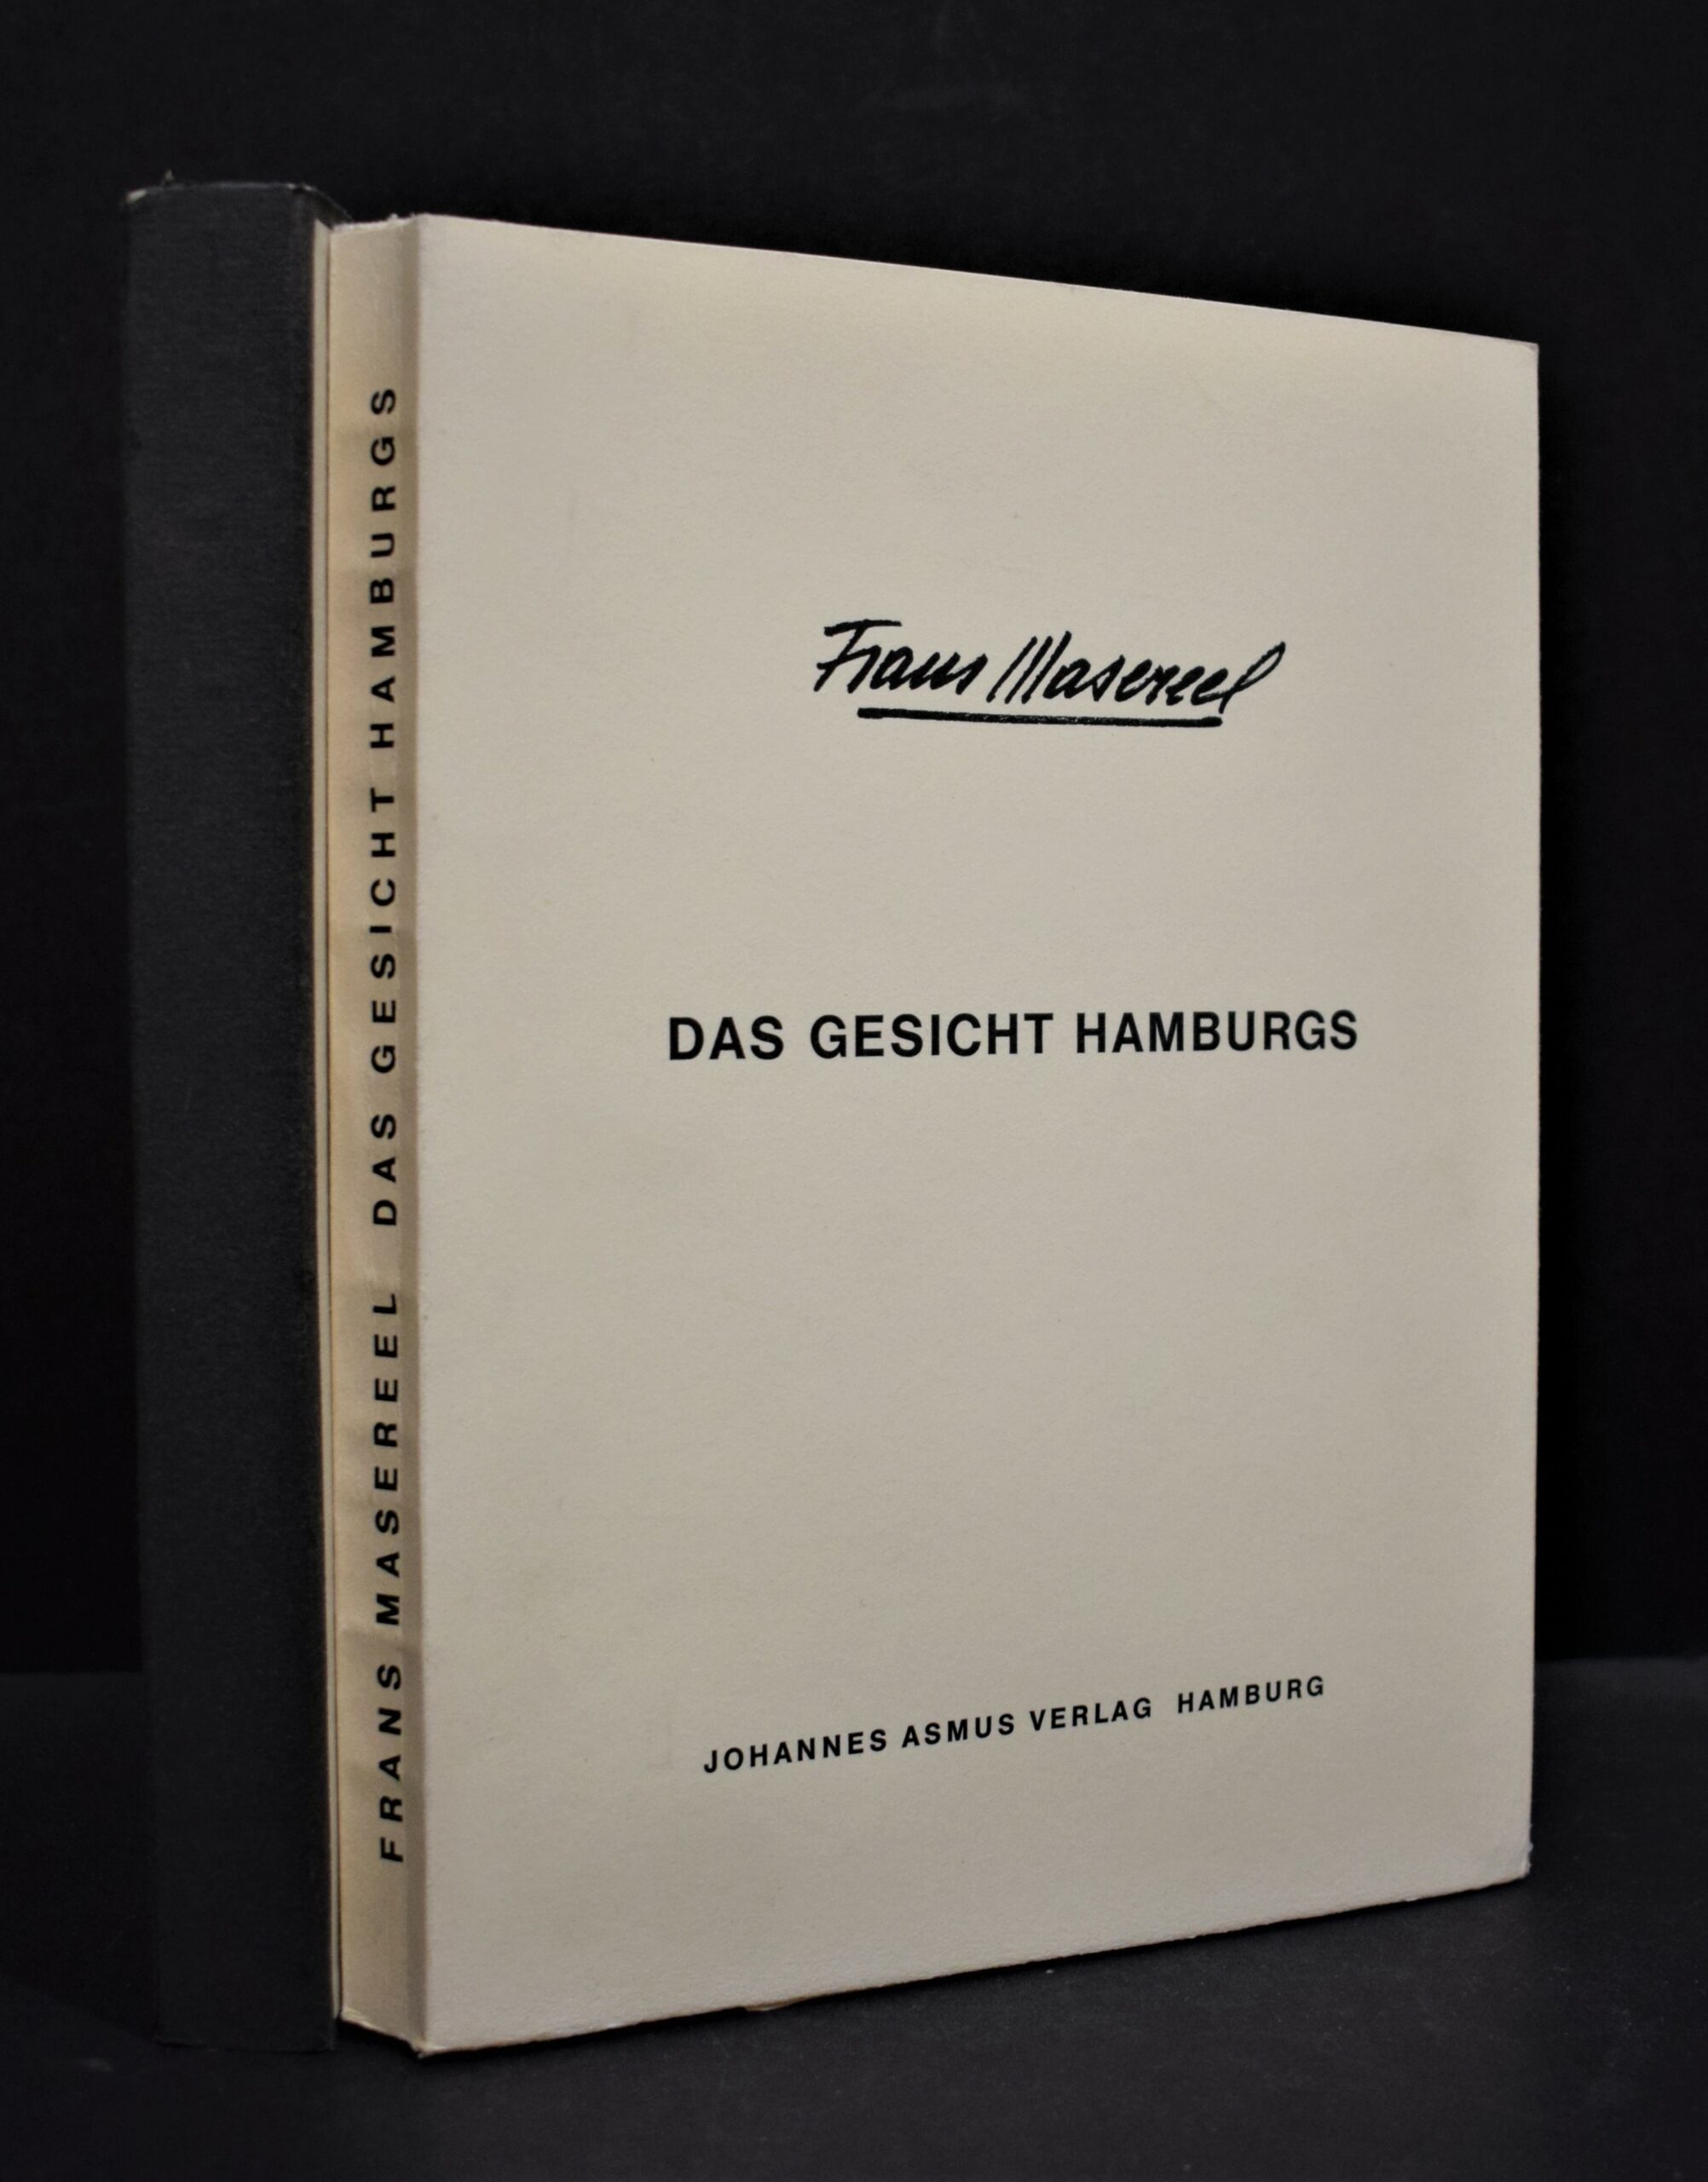 FRANS MASEREEL DAS GESICHT HAMBURGS
Frans Masereel
DAS GESICHT HAMBURGS
JOHANNES ASMUS VERLAG HAMBURG